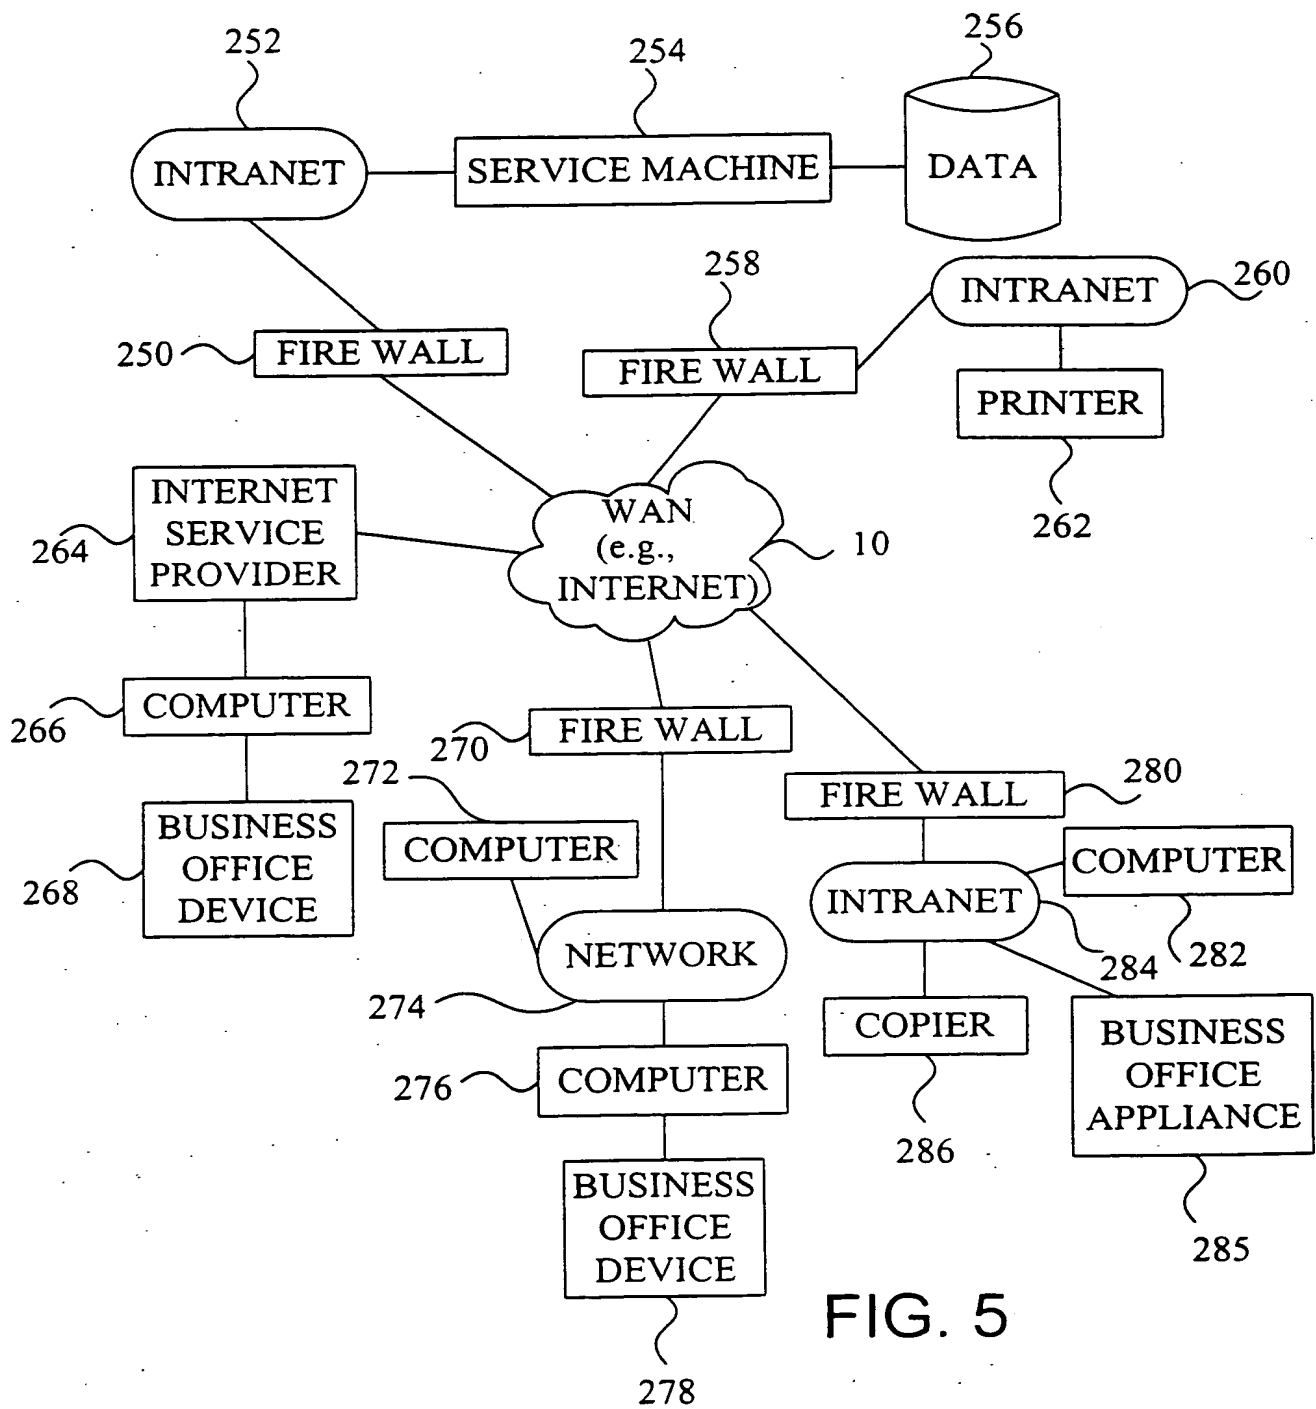 252
254
256
INTRANET
SERVICE MACHINE
DATA
258
INTRANET
260
250
FIRE WALL
FIRE WALL
PRINTER
262
INTERNET
SERVICE
PROVIDER
264
WAN
(e.g.,
INTERNET)
10
COMPUTER
266
270
FIRE WALL
272
280
FIRE WALL
BUSINESS
OFFICE
DEVICE
268
COMPUTER
COMPUTER
INTRANET
284
282
NETWORK
274
COPIER
286
BUSINESS
OFFICE
APPLIANCE
285
276
COMPUTER
BUSINESS
OFFICE
DEVICE
278
FIG. 5